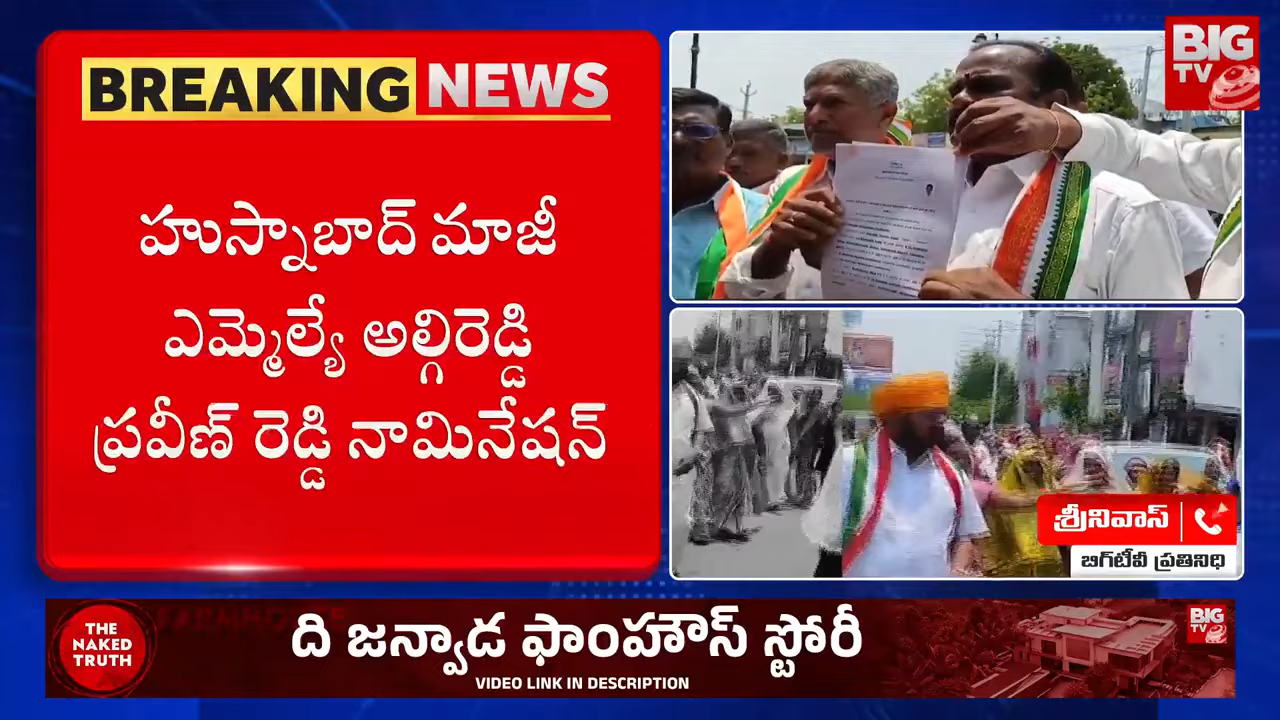 BREAKING NEWS
హుస్నాబాద్ మాజీ
ఎమ్మెల్యే అల్గిరెడ్డి
ప్రవీణ్ రెడ్డి నామినేషన్
BIG
TV
శ్రీనివాస్
బిగ్‌టీవీ ప్రతినిధి
THE
NAKED
TRUTH
ది జన్వాడ ఫాంహౌస్ స్టోరీ
VIDEO LINK IN DESCRIPTION
BIG
TV